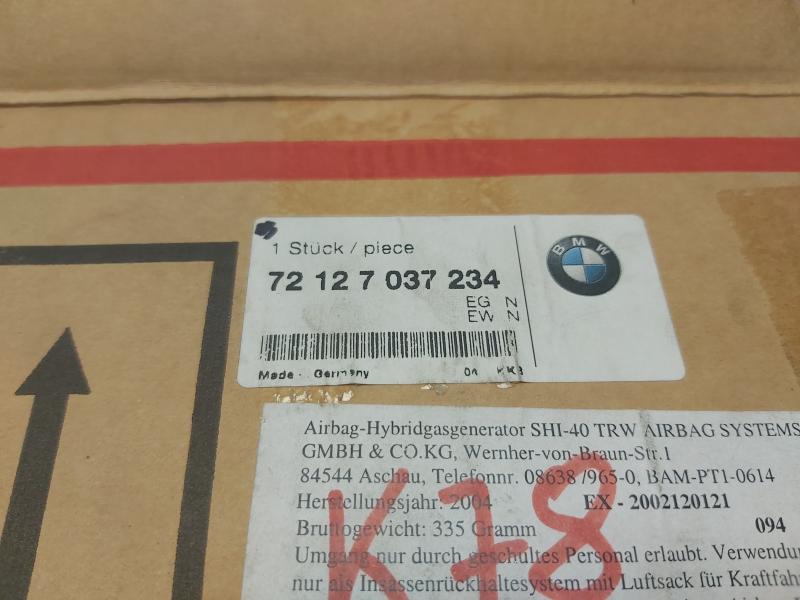 1 Stück / piece
72 12 7 037 234
EG N
EW N
BMW
Made Germany 04
Airbag-Hybridgasgenerator SHI-40 TRW AIRBAG SYSTEMS
GMBH & CO.KG, Wernher-von-Braun-Str.1
84544 Aschau, Telefonnr. 08638 /965-0, BAM-PT1-0614
Herstellungsjahr: 2004 EX - 2002120121
Bruttogewicht: 335 Gramm 094
Umgang nur durch geschultes Personal erlaubt. Verwendu
nur als Insassenrückhaltesystem mit Luftsack für Kraftfah
K78